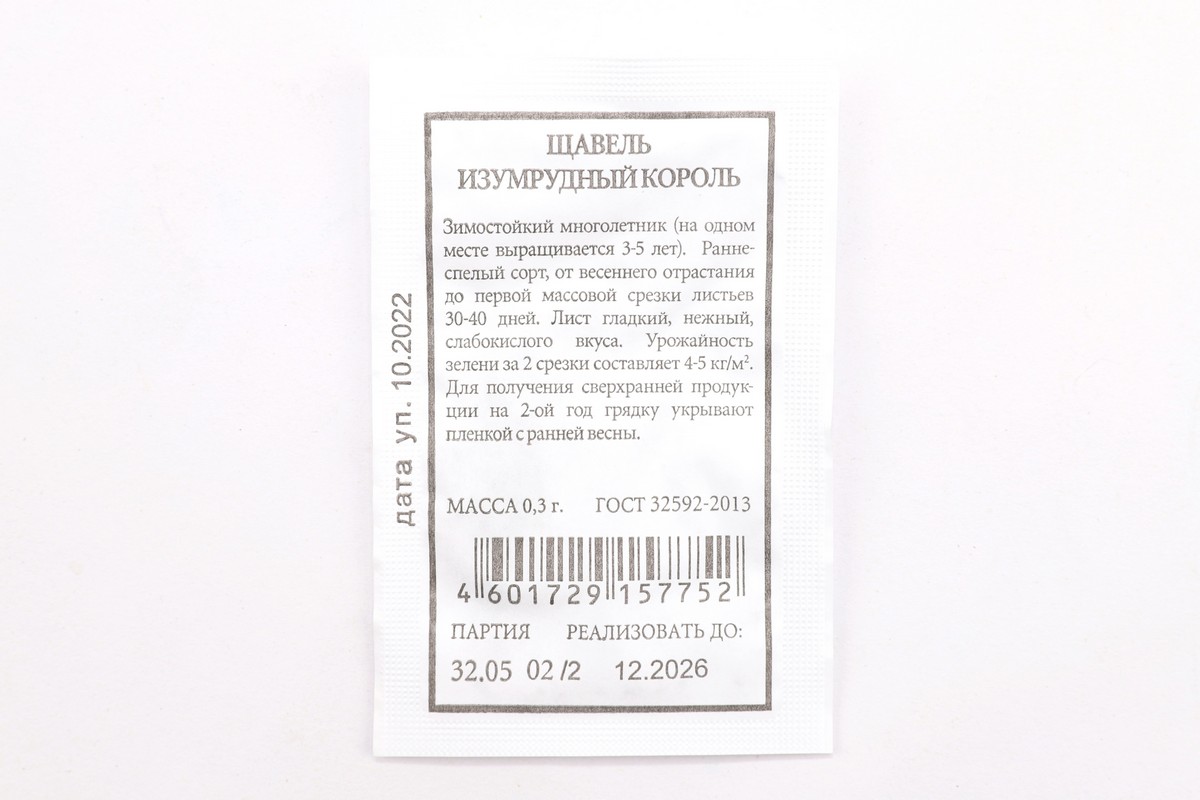 ЩАВЕЛЬ
ИЗУМРУДНЫЙ КОРОЛЬ
Зимостойкий многолетник (на одном
месте выращивается 3-5 лет). Ранне-
спелый сорт, от весеннего отрастания
до первой массовой срезки листьев
30-40 дней. Лист гладкий, нежный,
слабокислого вкуса. Урожайность
зелени за 2 срезки составляет 4-5 кг/м².
Для получения сверхранней продук-
ции на 2-ой год грядку укрывают
пленкой с ранней весны.
МАССА 0,3 г. ГОСТ 32592-2013
4 601729 157752
ПАРТИЯ РЕАЛИЗОВАТЬ ДО:
32.05 02 /2 12.2026
дата уп. 10.2022